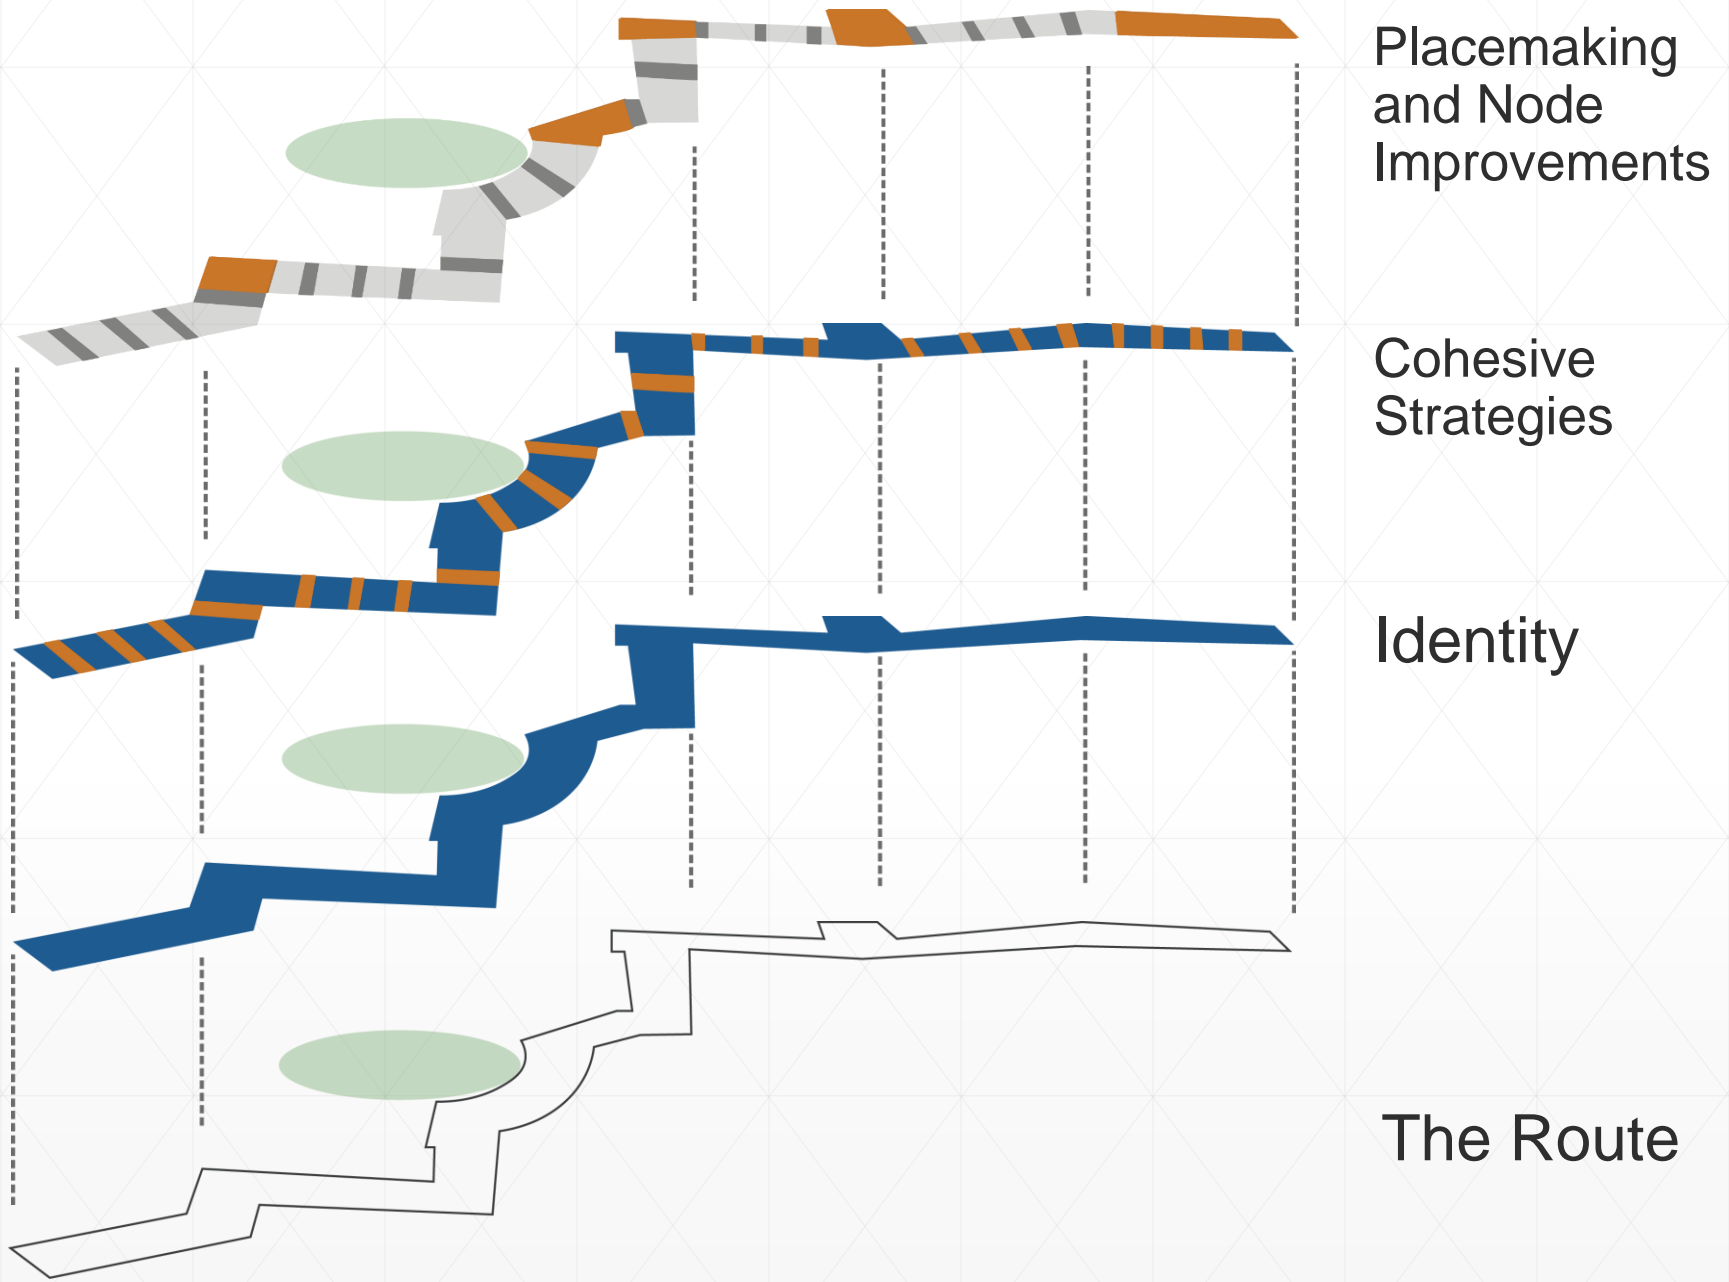 Placemaking
and Node
Improvements
Cohesive
Strategies
Identity
The Route